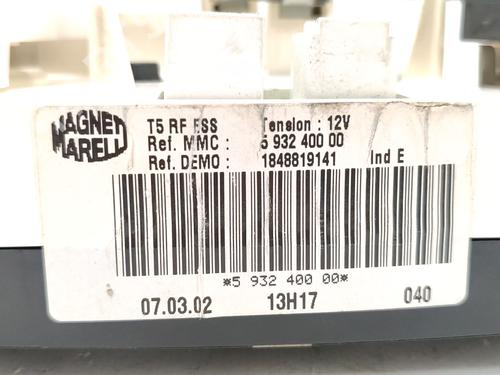 MAGNETI
MARELLI
T5 RF ESS Tension : 12V
Ref. MMC : 5 932 400 00
Ref. DEMO : 1848819141 Ind E
*5 932 400 00*
07.03.02 13H17 040